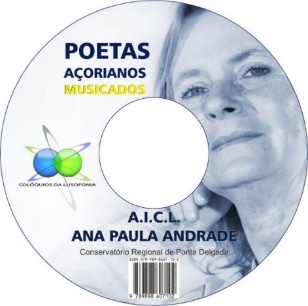 POETAS
AÇORIANOS
MUSICADOS
COLÓQUIOS DA LUSOFONIA
A.I.C.L.
ANA PAULA ANDRADE
Conservatório Regional de Ponta Delgada